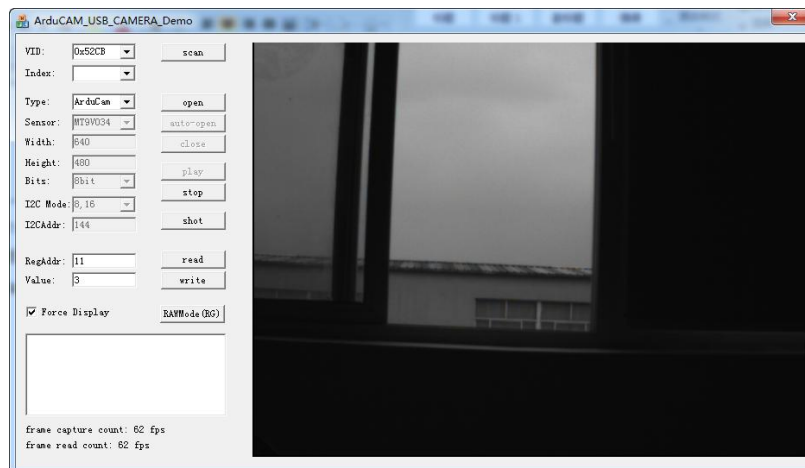 ArduCAM_USB_CAMERA_Demo
VID: 0x52CB scan
Index:
Type: ArduCam open
Sensor: MT9V034 auto-open
Width: 640 close
Height: 480 play
Bits: 8bit stop
I2C Mode: 8,16
I2CAddr: 144 shot
RegAddr: 11 read
Value: 3 write
Force Display RAWMode(RG)
frame capture count: 62 fps
frame read count: 62 fps